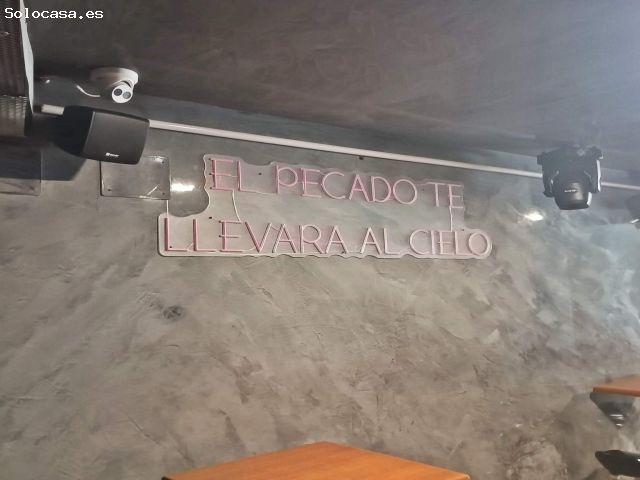 Solocasa.es
EL PECADO TE
LLEVARA AL CIELO